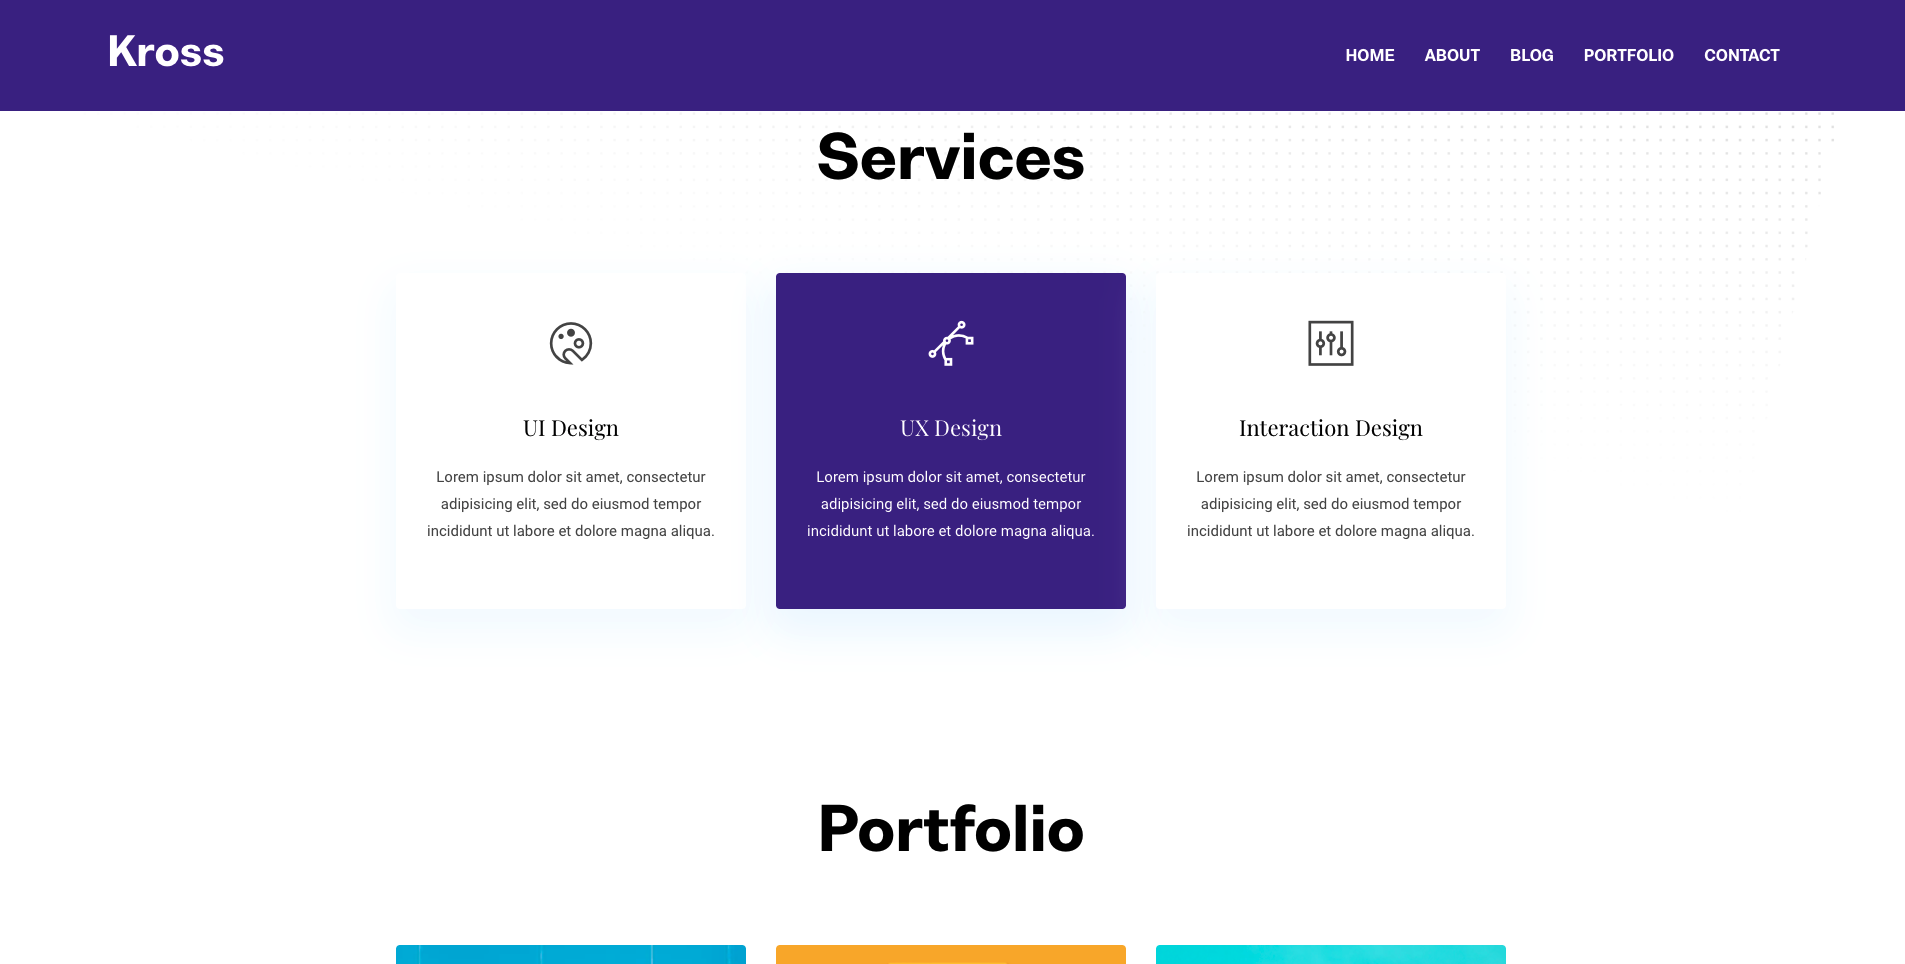 Kross
HOME ABOUT BLOG PORTFOLIO CONTACT
Services
UI Design
Lorem ipsum dolor sit amet, consectetur
adipisicing elit, sed do eiusmod tempor
incididunt ut labore et dolore magna aliqua.
UX Design
Lorem ipsum dolor sit amet, consectetur
adipisicing elit, sed do eiusmod tempor
incididunt ut labore et dolore magna aliqua.
Interaction Design
Lorem ipsum dolor sit amet, consectetur
adipisicing elit, sed do eiusmod tempor
incididunt ut labore et dolore magna aliqua.
Portfolio